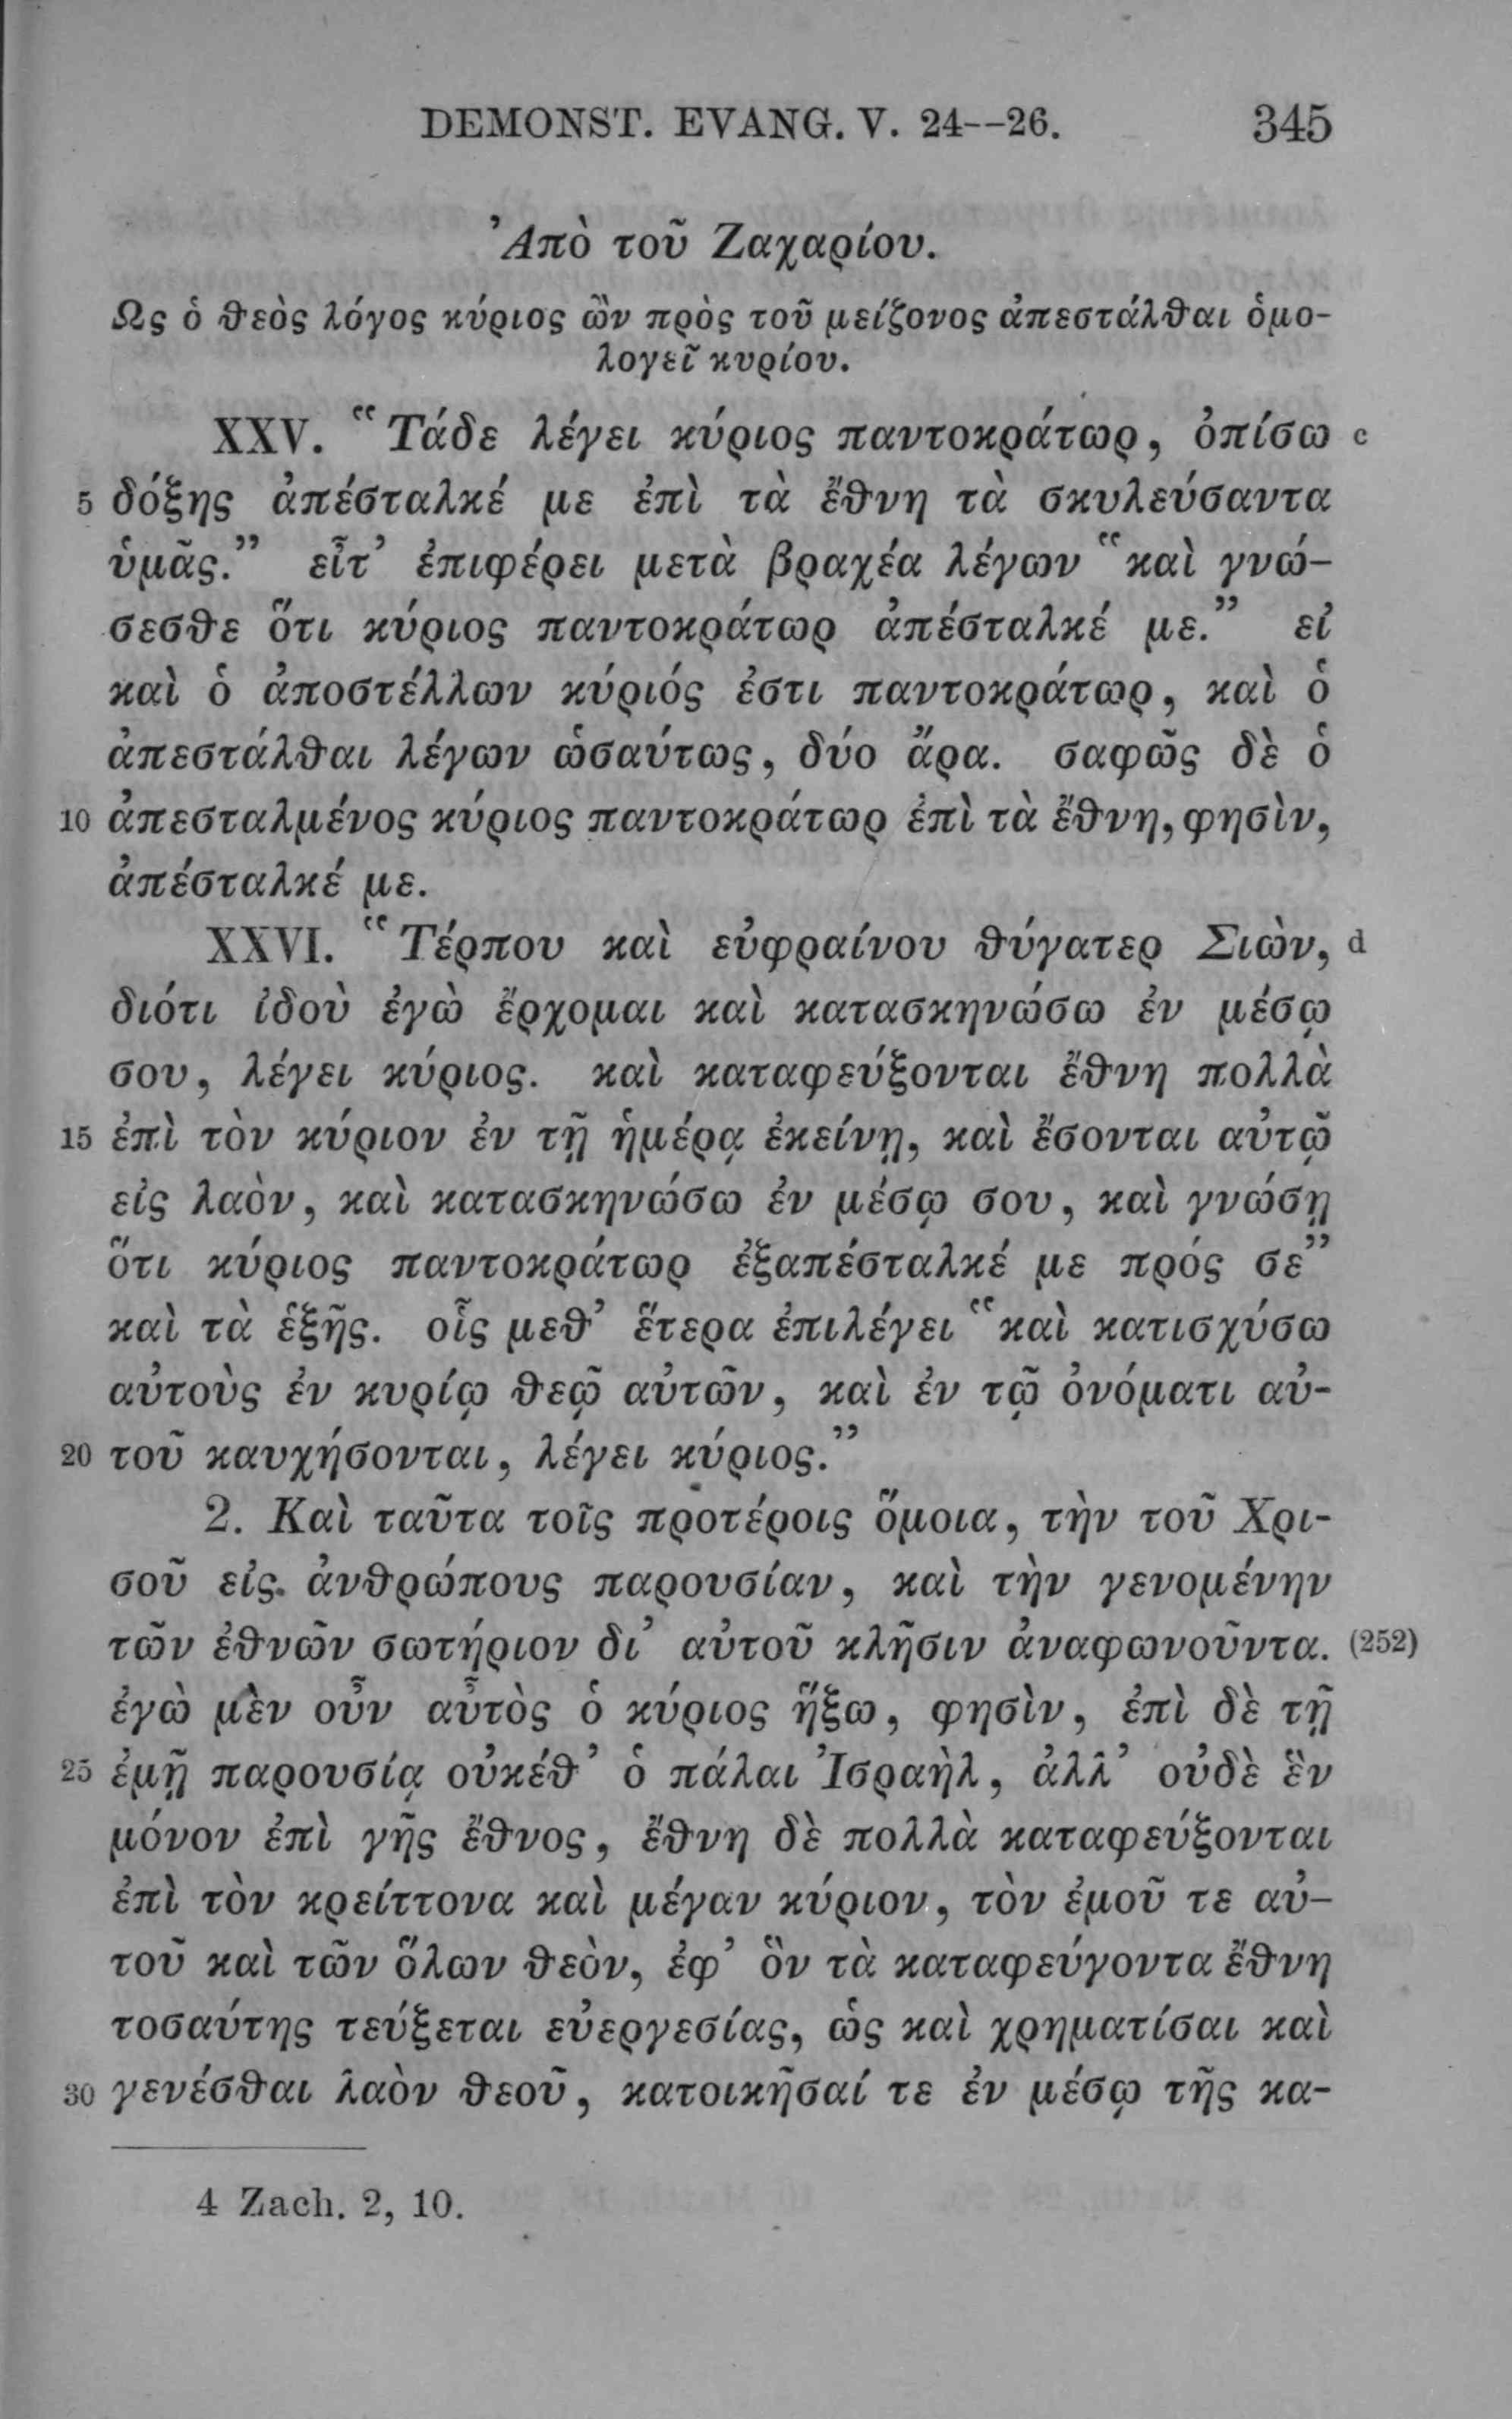 DEMONST. EVANG. V. 24--26. 345
Ἀπὸ τοῦ Ζαχαρίου.
Ως ὁ θεὸς λόγος κύριος ὢν πρὸς τοῦ μείζονος ἀπεστάλθαι ὁμο-
λογεῖ κυρίου.
XXV. “Τάδε λέγει κύριος παντοκράτωρ, ὀπίσω c
5 δόξης ἀπέσταλκέ με ἐπὶ τὰ ἔθνη τὰ σκυλεύσαντα
ὑμᾶς.” εἶτ’ ἐπιφέρει μετὰ βραχέα λέγων “καὶ γνώ-
σεσθε ὅτι κύριος παντοκράτωρ ἀπέσταλκέ με.” εἰ
καὶ ὁ ἀποστέλλων κύριός ἐστι παντοκράτωρ, καὶ ὁ
ἀπεστάλθαι λέγων ὡσαύτως, δύο ἄρα. σαφῶς δὲ ὁ
10 ἀπεσταλμένος κύριος παντοκράτωρ ἐπὶ τὰ ἔθνη, φησὶν,
ἀπέσταλκέ με.
XXVI. “Τέρπου καὶ εὐφραίνου θύγατερ Σιὼν, d
διότι ἰδοὺ ἐγὼ ἔρχομαι καὶ κατασκηνώσω ἐν μέσῳ
σου, λέγει κύριος. καὶ καταφεύξονται ἔθνη πολλὰ
15 ἐπὶ τὸν κύριον ἐν τῇ ἡμέρᾳ ἐκείνῃ, καὶ ἔσονται αὐτῷ
εἰς λαὸν, καὶ κατασκηνώσω ἐν μέσῳ σου, καὶ γνώσῃ
ὅτι κύριος παντοκράτωρ ἐξαπέσταλκέ με πρός σε”
καὶ τὰ ἑξῆς. οἷς μεθ’ ἕτερα ἐπιλέγει “καὶ κατισχύσω
αὐτοὺς ἐν κυρίῳ θεῷ αὐτῶν, καὶ ἐν τῷ ὀνόματι αὐ-
20 τοῦ καυχήσονται, λέγει κύριος.”
2. Καὶ ταῦτα τοῖς προτέροις ὅμοια, τὴν τοῦ Χρι-
σοῦ εἰς ἀνθρώπους παρουσίαν, καὶ τὴν γενομένην
τῶν ἐθνῶν σωτήριον δι’ αὐτοῦ κλῆσιν ἀναφωνοῦντα. (252)
ἐγὼ μὲν οὖν αὖτὸς ὁ κύριος ἥξω, φησὶν, ἐπὶ δὲ τῇ
25 ἐμῇ παρουσίᾳ οὐκέθ’ ὁ πάλαι Ἰσραὴλ, ἀλλ’ οὐδὲ ἓν
μόνον ἐπὶ γῆς ἔθνος, ἔθνη δὲ πολλὰ καταφεύξονται
ἐπὶ τὸν κρείττονα καὶ μέγαν κύριον, τὸν ἐμοῦ τε αὐ-
τοῦ καὶ τῶν ὅλων θεὸν, ἐφ’ ὃν τὰ καταφεύγοντα ἔθνη
τοσαύτης τεύξεται εὐεργεσίας, ὡς καὶ χρηματίσαι καὶ
30 γενέσθαι λαὸν θεοῦ, κατοικῆσαί τε ἐν μέσῳ τῆς κα-
4 Zach. 2, 10.